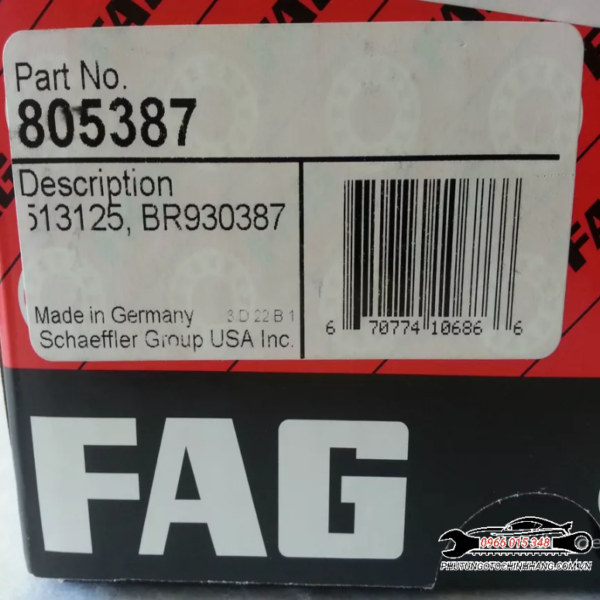 Part No.
805387
Description
513125, BR930387
Made in Germany 3 D 22 B 1
Schaeffler Group USA Inc.
6 70774 10686 6
FAG
0966 015 348
PHUTUNGOTOCHINHHANG.COM.VN